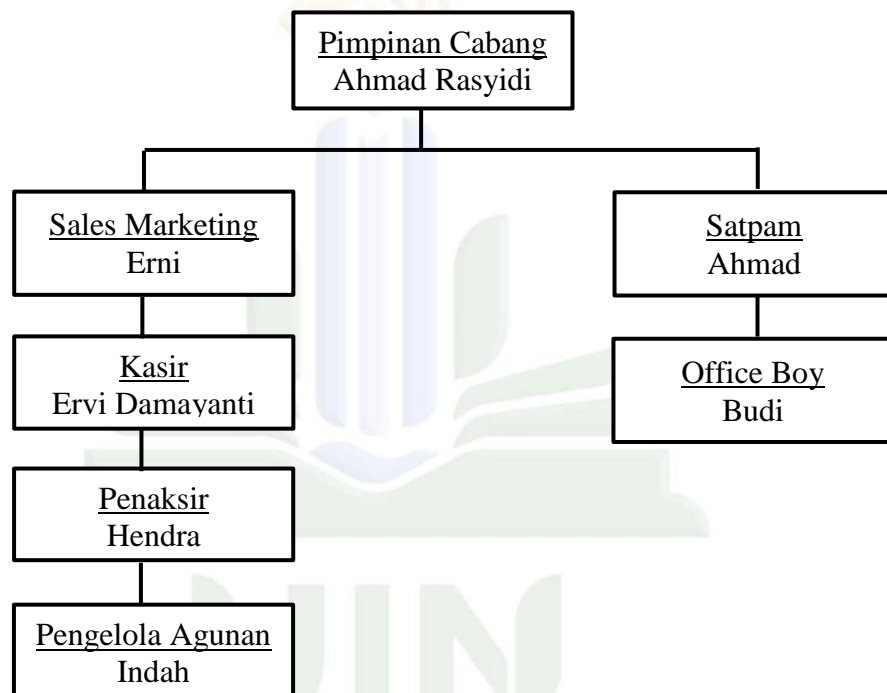 Pimpinan Cabang
Ahmad Rasyidi
Sales Marketing
Erni
Satpam
Ahmad
Kasir
Ervi Damayanti
Office Boy
Budi
Penaksir
Hendra
Pengelola Agunan
Indah
UIN